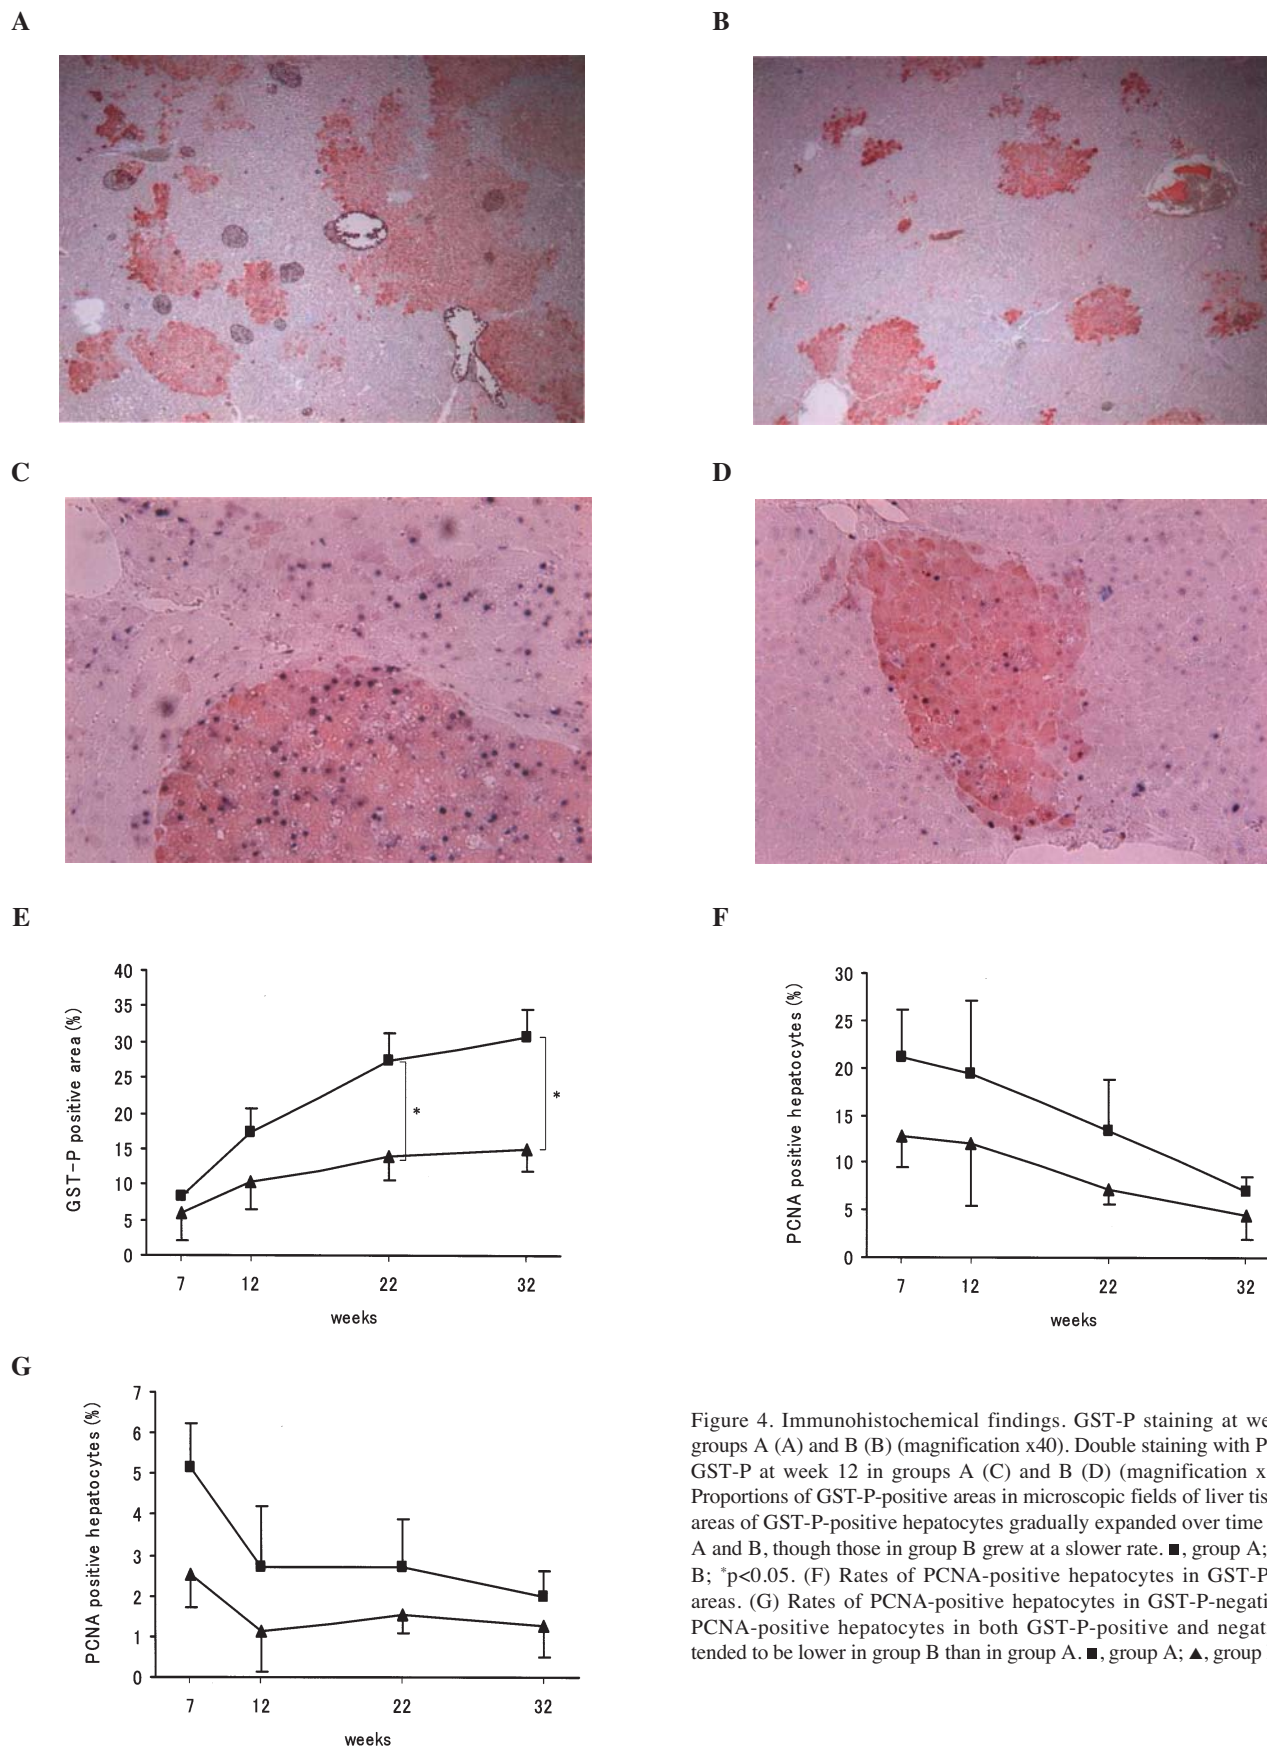 A
B
C
D
E
40
35
30
25
20
15
10
5
0
GST-P positive area (%)
*
*
7 12 22 32
weeks
F
30
25
20
15
10
5
0
PCNA positive hepatocytes (%)
7 12 22 32
weeks
G
7
6
5
4
3
2
1
0
PCNA positive hepatocytes (%)
7 12 22 32
weeks
Figure 4. Immunohistochemical findings. GST-P staining at we
groups A (A) and B (B) (magnification x40). Double staining with P
GST-P at week 12 in groups A (C) and B (D) (magnification x
Proportions of GST-P-positive areas in microscopic fields of liver tis
areas of GST-P-positive hepatocytes gradually expanded over time
A and B, though those in group B grew at a slower rate. ■, group A;
B; *p<0.05. (F) Rates of PCNA-positive hepatocytes in GST-P
areas. (G) Rates of PCNA-positive hepatocytes in GST-P-negati
PCNA-positive hepatocytes in both GST-P-positive and negat
tended to be lower in group B than in group A. ■, group A; ▲, group